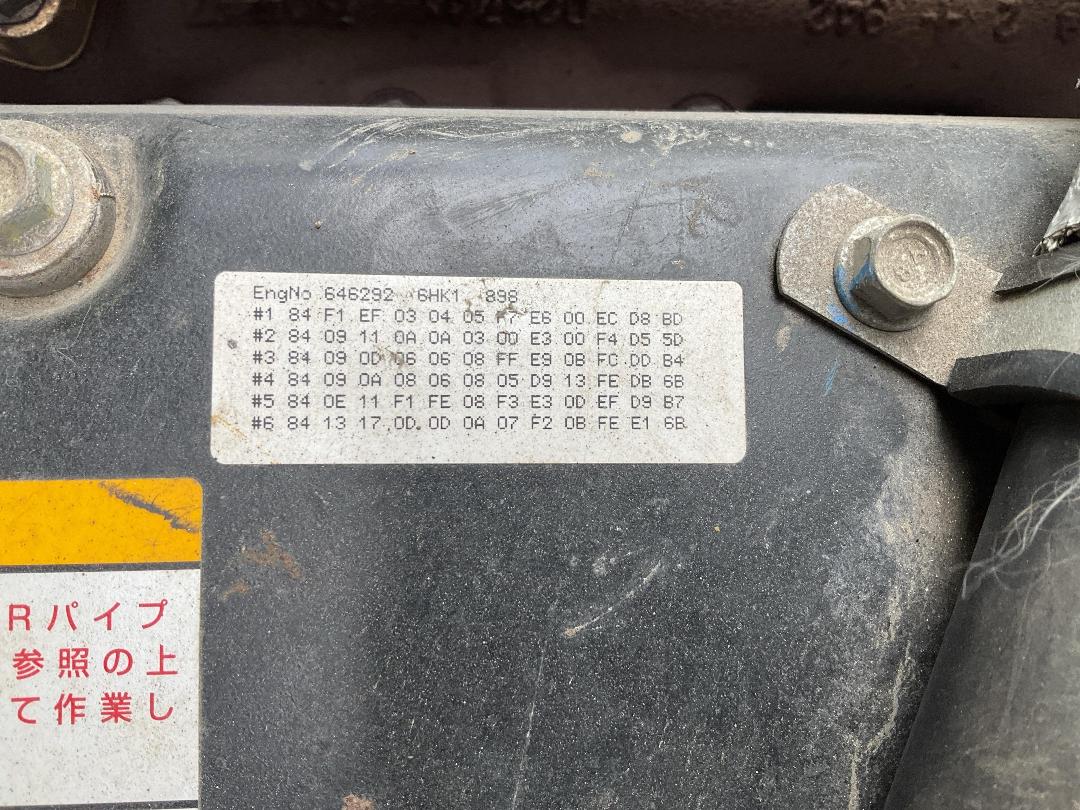 EngNo 646292 6HK1 898
#1 84 F1 EF 03 04 05 F7 E6 00 EC D8 BD
#2 84 09 11 0A 0A 03 00 E3 00 F4 D5 5D
#3 84 09 0D 06 06 08 FF E9 0B FC DD B4
#4 84 09 0A 08 06 08 05 D9 13 FE DB 6B
#5 84 0E 11 F1 FE 08 F3 E3 0D EF D9 B7
#6 84 13 17 0D 0D 0A 07 F2 0B FE E1 6B
Rパイプ
参照の上
て作業し